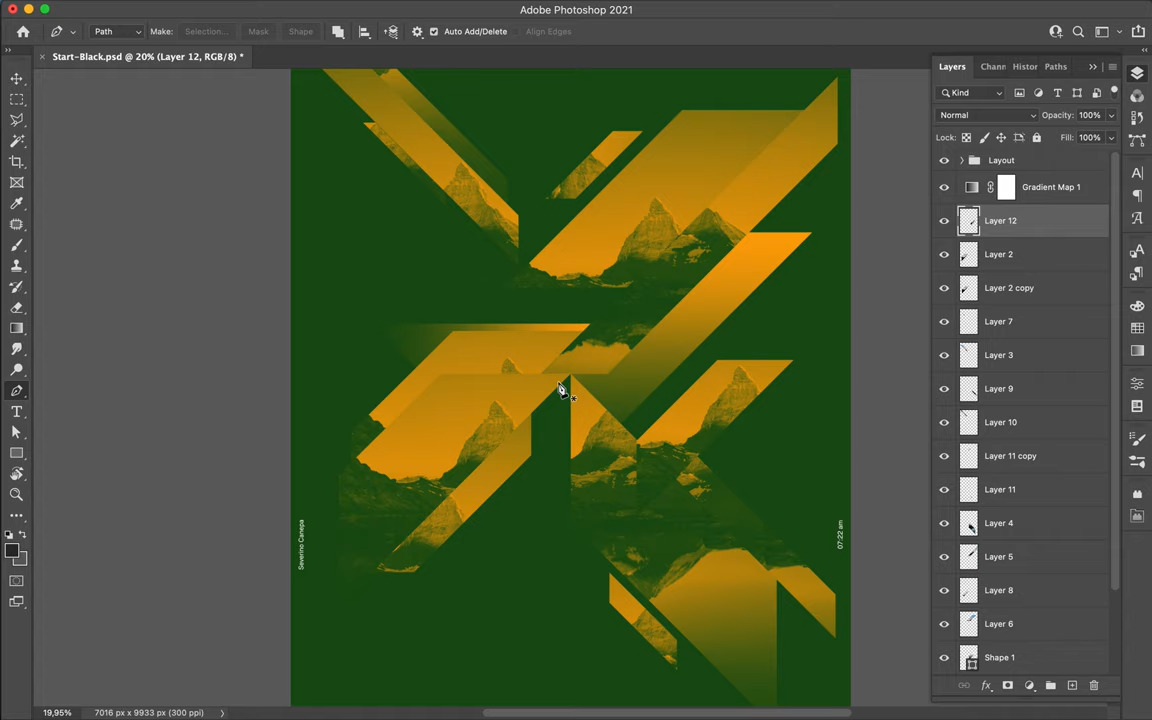 Adobe Photoshop 2021
Path
Make:
Selection...
Mask
Shape
Auto Add/Delete
Align Edges
Start-Black.psd @ 20% (Layer 12, RGB/8) *
Layers
Chann
Histor
Paths
Kind
Normal
Opacity: 100%
Lock:
Fill: 100%
Layout
Gradient Map 1
Layer 12
Layer 2
Layer 2 copy
Layer 7
Layer 3
Layer 9
Layer 10
Layer 11 copy
Layer 11
Layer 4
Layer 5
Layer 8
Layer 6
Shape 1
Severino Canepa
07:22 am
19,95%
7016 px x 9933 px (300 ppi)